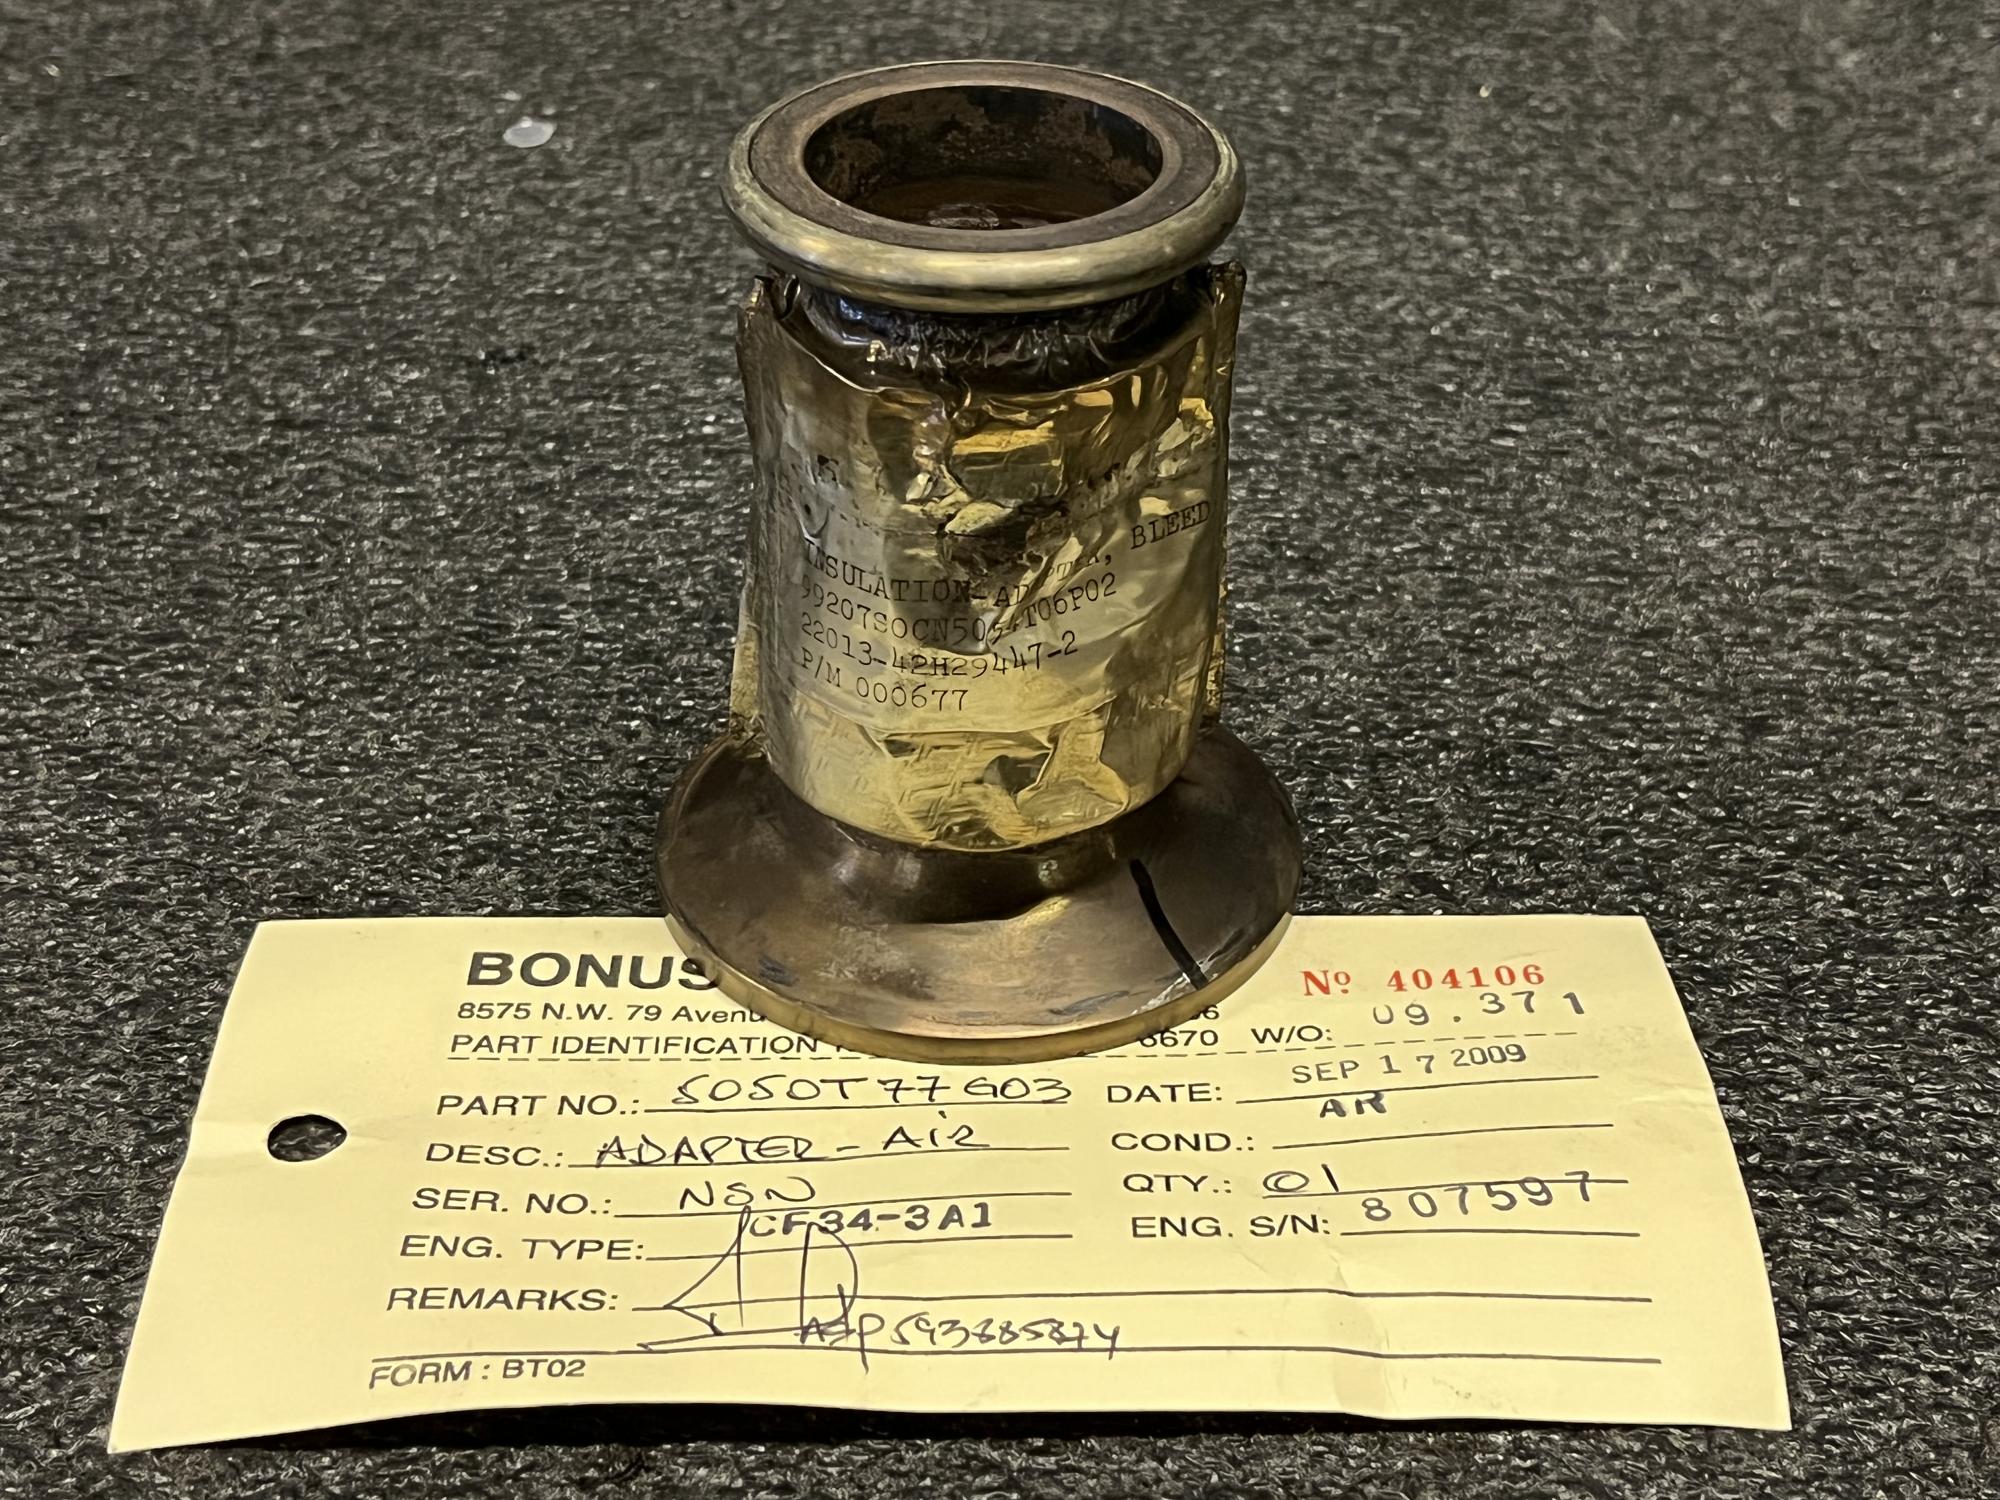 INSULATION-ADPTR, BLEED
99207SOCN5054T06P02
22013-42H29447-2
P/M 000677
BONUS
Nº 404106
8575 N.W. 79 Avenu
PART IDENTIFICATION
6670 W/O: 09.371
PART NO.: 5050T77G03 DATE: SEP 17 2009
DESC.: ADAPTER-AiR COND.: AR
SER. NO.: NSN QTY.: 01
ENG. TYPE: CF34-3A1 ENG. S/N: 807597
REMARKS:
FORM : BT02